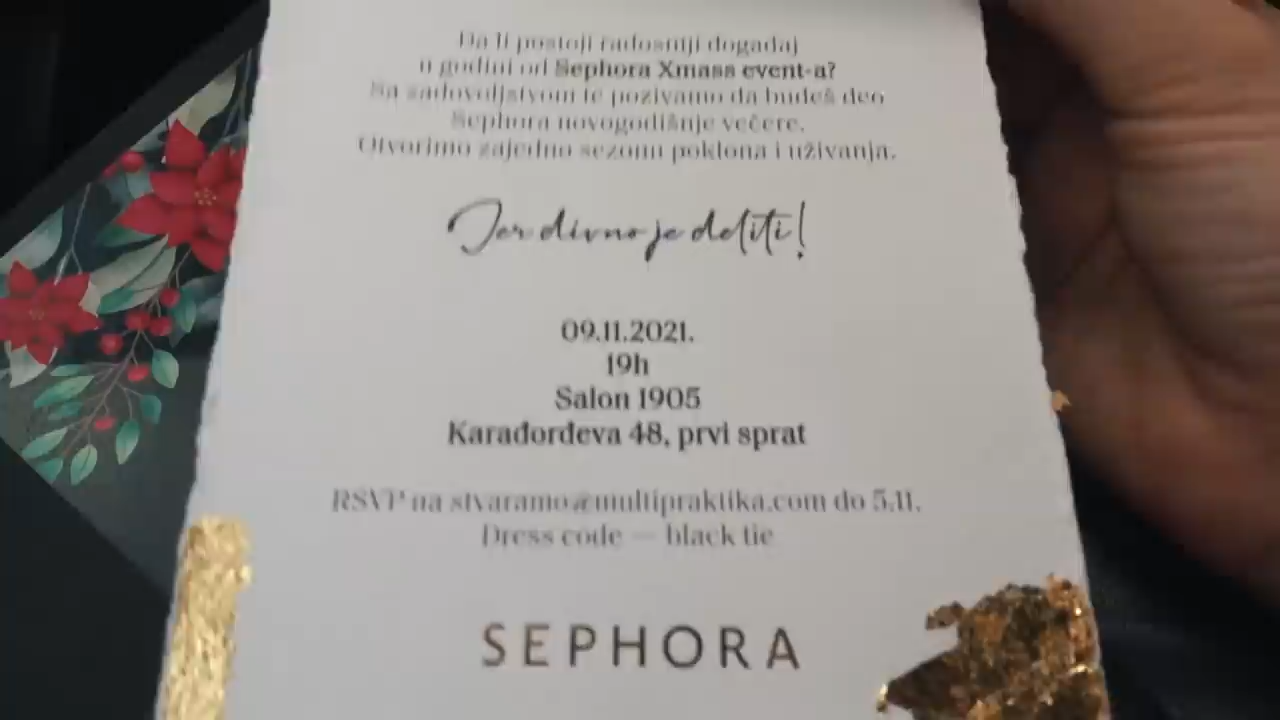 Da li postoji radosniji događaj
u godini od Sephora Xmass event-a?
Sa zadovoljstvom te pozivamo da budeš deo
Sephora novogodišnje večere.
Otvorimo zajedno sezonu poklona i uživanja.
Jer divno je deliti!
09.11.2021.
19h
Salon 1905
Karađorđeva 48, prvi sprat
RSVP na stvaramo@multipraktika.com do 5.11.
Dress code — black tie
SEPHORA